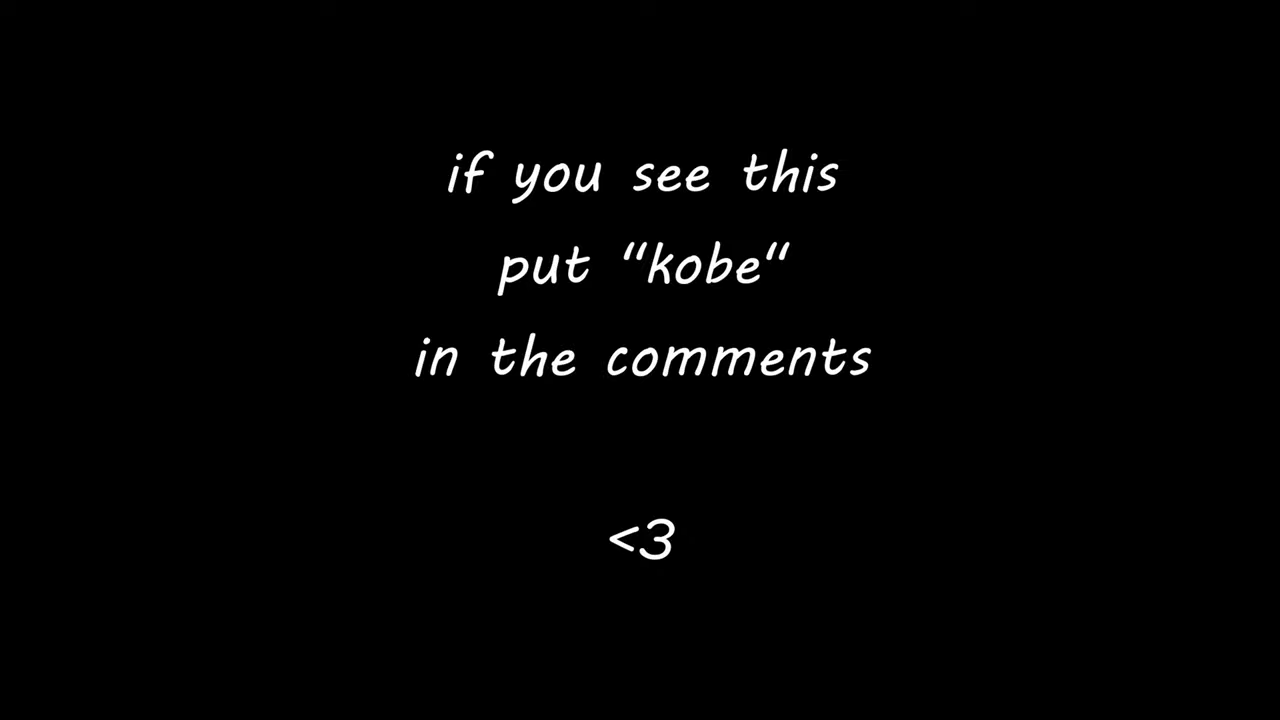 if you see this
put “kobe“
in the comments
<3